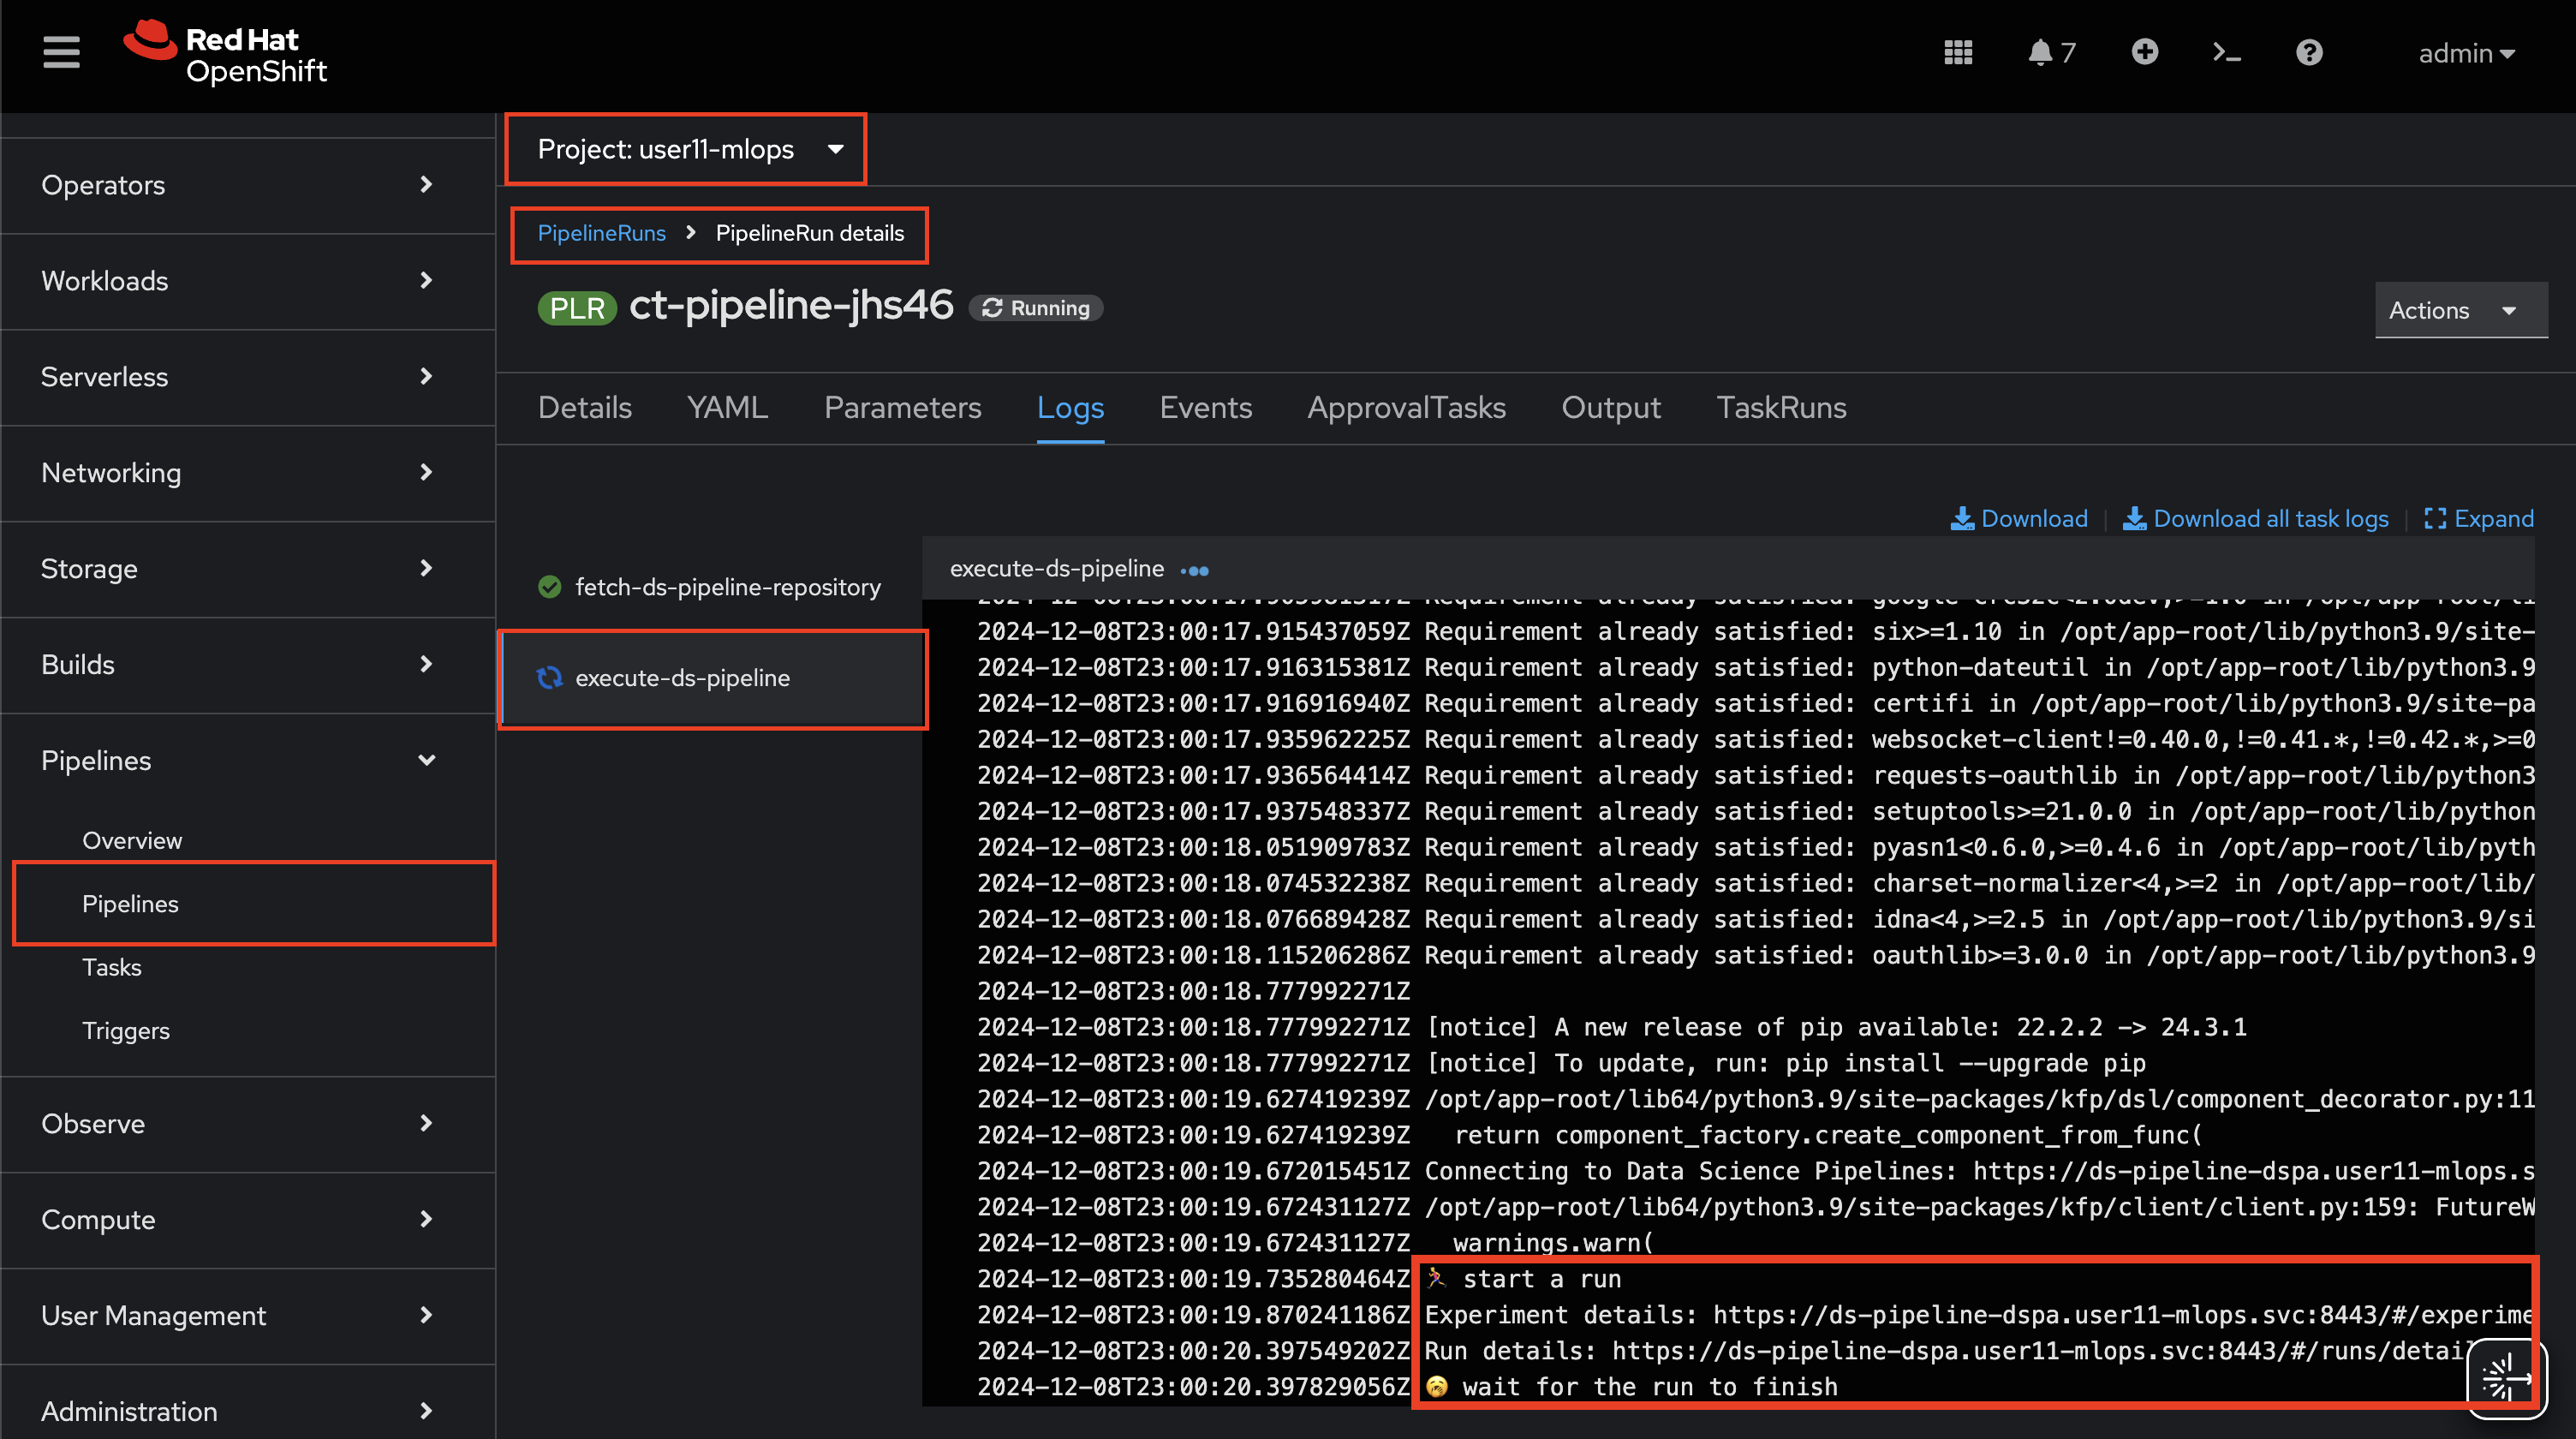 Red Hat
OpenShift
7
admin
Operators
Workloads
Serverless
Networking
Storage
Builds
Pipelines
Overview
Pipelines
Tasks
Triggers
Observe
Compute
User Management
Administration
Project: user11-mlops
PipelineRuns > PipelineRun details
PLR ct-pipeline-jhs46 Running
Actions
Details YAML Parameters Logs Events ApprovalTasks Output TaskRuns
Download | Download all task logs | Expand
fetch-ds-pipeline-repository
execute-ds-pipeline
execute-ds-pipeline
2024-12-08T23:00:17.915437059Z Requirement already satisfied: six>=1.10 in /opt/app-root/lib/python3.9/site-
2024-12-08T23:00:17.916315381Z Requirement already satisfied: python-dateutil in /opt/app-root/lib/python3.9
2024-12-08T23:00:17.916916940Z Requirement already satisfied: certifi in /opt/app-root/lib/python3.9/site-pa
2024-12-08T23:00:17.935962225Z Requirement already satisfied: websocket-client!=0.40.0,!=0.41.*,!=0.42.*,>=0
2024-12-08T23:00:17.936564414Z Requirement already satisfied: requests-oauthlib in /opt/app-root/lib/python3
2024-12-08T23:00:17.937548337Z Requirement already satisfied: setuptools>=21.0.0 in /opt/app-root/lib/python
2024-12-08T23:00:18.051909783Z Requirement already satisfied: pyasn1<0.6.0,>=0.4.6 in /opt/app-root/lib/pyth
2024-12-08T23:00:18.074532238Z Requirement already satisfied: charset-normalizer<4,>=2 in /opt/app-root/lib/
2024-12-08T23:00:18.076689428Z Requirement already satisfied: idna<4,>=2.5 in /opt/app-root/lib/python3.9/si
2024-12-08T23:00:18.115206286Z Requirement already satisfied: oauthlib>=3.0.0 in /opt/app-root/lib/python3.9
2024-12-08T23:00:18.777992271Z
2024-12-08T23:00:18.777992271Z [notice] A new release of pip available: 22.2.2 -> 24.3.1
2024-12-08T23:00:18.777992271Z [notice] To update, run: pip install --upgrade pip
2024-12-08T23:00:19.627419239Z /opt/app-root/lib64/python3.9/site-packages/kfp/dsl/component_decorator.py:11
2024-12-08T23:00:19.627419239Z return component_factory.create_component_from_func(
2024-12-08T23:00:19.672015451Z Connecting to Data Science Pipelines: https://ds-pipeline-dspa.user11-mlops.s
2024-12-08T23:00:19.672431127Z /opt/app-root/lib64/python3.9/site-packages/kfp/client/client.py:159: FutureW
2024-12-08T23:00:19.672431127Z warnings.warn(
2024-12-08T23:00:19.735280464Z 🏃 start a run
2024-12-08T23:00:19.870241186Z Experiment details: https://ds-pipeline-dspa.user11-mlops.svc:8443/#/experime
2024-12-08T23:00:20.397549202Z Run details: https://ds-pipeline-dspa.user11-mlops.svc:8443/#/runs/detai
2024-12-08T23:00:20.397829056Z 🥱 wait for the run to finish